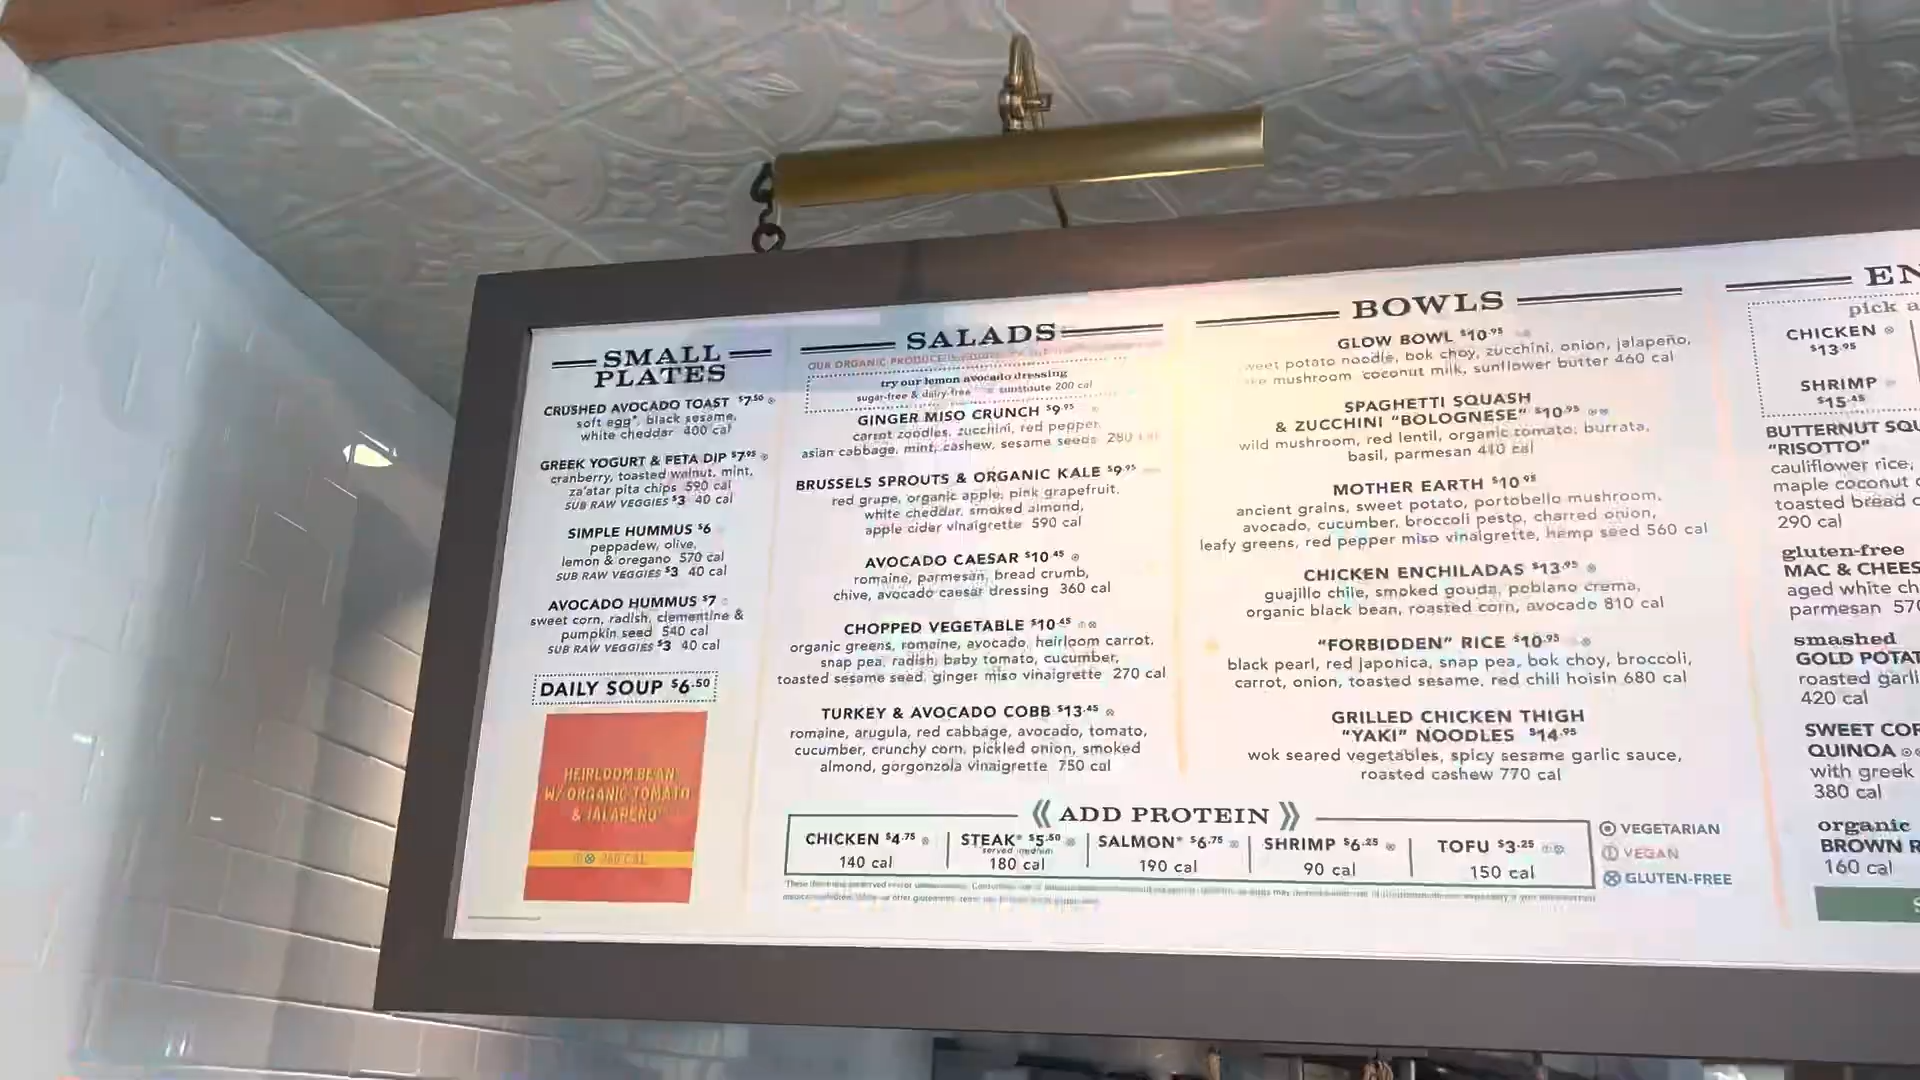 SMALL
PLATES
CRUSHED AVOCADO TOAST $7.50
soft egg*, black sesame,
white cheddar 400 cal
GREEK YOGURT & FETA DIP $7.95
cranberry, toasted walnut, mint,
za'atar pita chips 590 cal
SUB RAW VEGGIES $3 40 cal
SIMPLE HUMMUS $6
peppadew, olive,
lemon & oregano 570 cal
SUB RAW VEGGIES $3 40 cal
AVOCADO HUMMUS $7
sweet corn, radish, clementine &
pumpkin seed 540 cal
SUB RAW VEGGIES $3 40 cal
DAILY SOUP $6.50
HEIRLOOM BEAN
W/ ORGANIC TOMATO
& JALAPEÑO
260 CAL
SALADS
OUR ORGANIC PRODUCE IS
try our lemon avocado dressing
sugar-free & dairy-free substitute 200 cal
GINGER MISO CRUNCH $9.95
carrot zoodles, zucchini, red pepper,
asian cabbage, mint, cashew, sesame seeds 280
BRUSSELS SPROUTS & ORGANIC KALE $9.95
red grape, organic apple, pink grapefruit,
white cheddar, smoked almond,
apple cider vinaigrette 590 cal
AVOCADO CAESAR $10.45
romaine, parmesan, bread crumb,
chive, avocado caesar dressing 360 cal
CHOPPED VEGETABLE $10.45
organic greens, romaine, avocado, heirloom carrot,
snap pea, radish, baby tomato, cucumber,
toasted sesame seed, ginger miso vinaigrette 270 cal
TURKEY & AVOCADO COBB $13.45
romaine, arugula, red cabbage, avocado, tomato,
cucumber, crunchy corn, pickled onion, smoked
almond, gorgonzola vinaigrette 750 cal
BOWLS
GLOW BOWL $10.95
sweet potato noodle, bok choy, zucchini, onion, jalapeño,
mushroom coconut milk, sunflower butter 460 cal
SPAGHETTI SQUASH
& ZUCCHINI "BOLOGNESE" $10.95
wild mushroom, red lentil, organic tomato, burrata,
basil, parmesan 410 cal
MOTHER EARTH $10.95
ancient grains, sweet potato, portobello mushroom,
avocado, cucumber, broccoli pesto, charred onion,
leafy greens, red pepper miso vinaigrette, hemp seed 560 cal
CHICKEN ENCHILADAS $13.95
guajillo chile, smoked gouda, poblano crema,
organic black bean, roasted corn, avocado 810 cal
"FORBIDDEN" RICE $10.95
black pearl, red japonica, snap pea, bok choy, broccoli,
carrot, onion, toasted sesame, red chili hoisin 680 cal
GRILLED CHICKEN THIGH
"YAKI" NOODLES $14.95
wok seared vegetables, spicy sesame garlic sauce,
roasted cashew 770 cal
ADD PROTEIN
CHICKEN $4.75
140 cal
STEAK* $5.50
served medium
180 cal
SALMON* $6.75
190 cal
SHRIMP $6.25
90 cal
TOFU $3.25
150 cal
VEGETARIAN
VEGAN
GLUTEN-FREE
EN
pick a
CHICKEN
$13.95
SHRIMP
$15.45
BUTTERNUT SQU
"RISOTTO"
cauliflower rice,
maple coconut
toasted bread c
290 cal
gluten-free
MAC & CHEES
aged white ch
parmesan 570
smashed
GOLD POTAT
roasted garli
420 cal
SWEET COR
QUINOA
with greek
380 cal
organic
BROWN R
160 cal
S